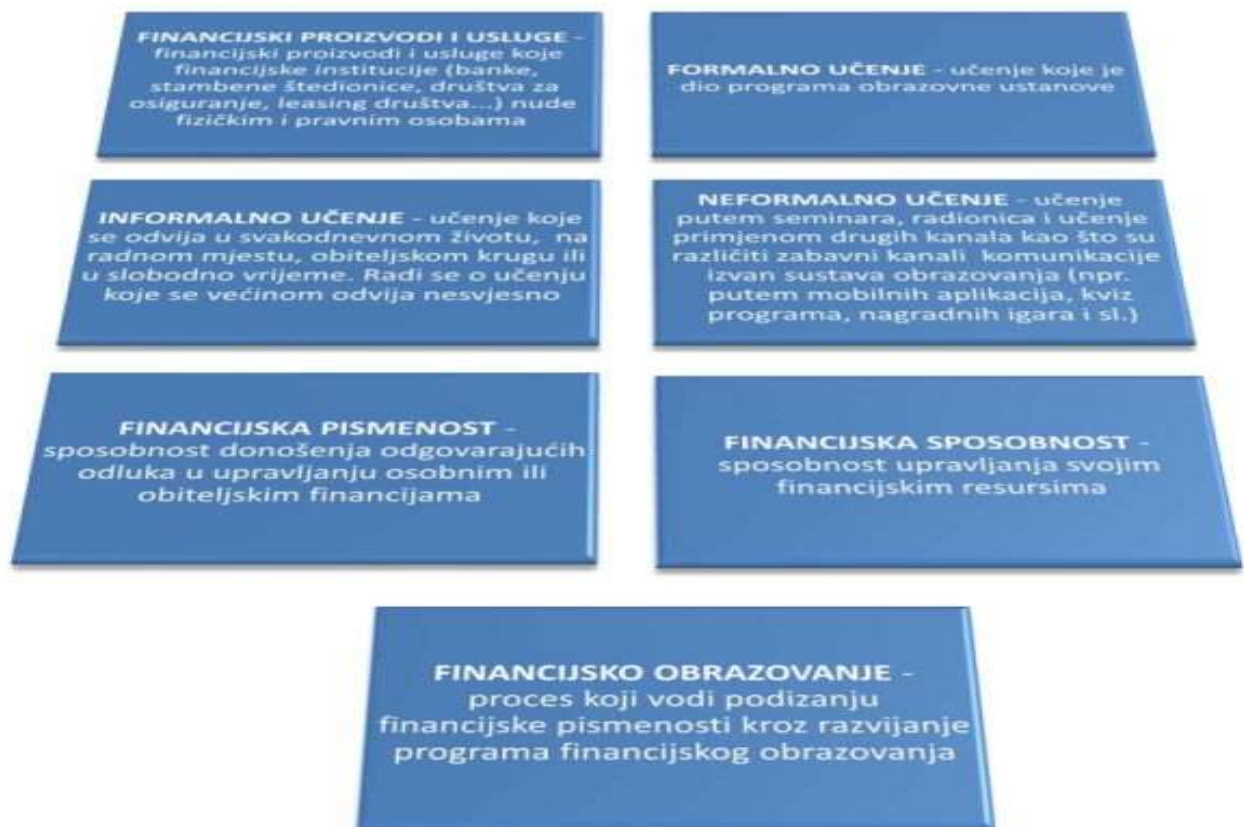 FINANCIJSKI PROIZVODI I USLUGE -
financijski proizvodi i usluge koje
financijske institucije (banke,
stambene štedionice, društva za
osiguranje, leasing društva...) nude
fizičkim i pravnim osobama
FORMALNO UČENJE - učenje koje je
dio programa obrazovne ustanove
INFORMALNO UČENJE - učenje koje
se odvija u svakodnevnom životu, na
radnom mjestu, obiteljskom krugu ili
u slobodno vrijeme. Radi se o učenju
koje se većinom odvija nesvjesno
NEFORMALNO UČENJE - učenje
putem seminara, radionica i učenje
primjenom drugih kanala kao što su
različiti zabavni kanali komunikacije
izvan sustava obrazovanja (npr.
putem mobilnih aplikacija, kviz
programa, nagradnih igara i sl.)
FINANCIJSKA PISMENOST -
sposobnost donošenja odgovarajućih
odluka u upravljanju osobnim ili
obiteljskim financijama
FINANCIJSKA SPOSOBNOST -
sposobnost upravljanja svojim
financijskim resursima
FINANCIJSKO OBRAZOVANJE -
proces koji vodi podizanju
financijske pismenosti kroz razvijanje
programa financijskog obrazovanja